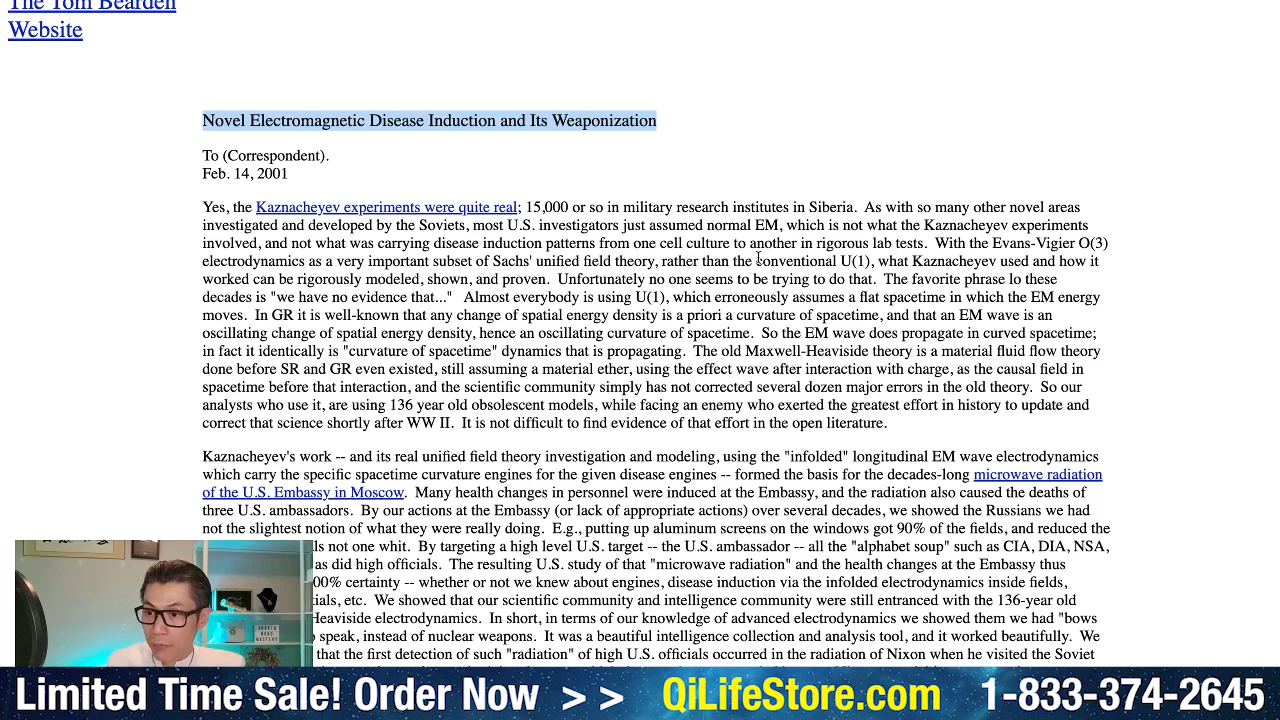 The Tom Bearden
Website
Novel Electromagnetic Disease Induction and Its Weaponization
To (Correspondent).
Feb. 14, 2001
Yes, the Kaznacheyev experiments were quite real; 15,000 or so in military research institutes in Siberia. As with so many other novel areas
investigated and developed by the Soviets, most U.S. investigators just assumed normal EM, which is not what the Kaznacheyev experiments
involved, and not what was carrying disease induction patterns from one cell culture to another in rigorous lab tests. With the Evans-Vigier O(3)
electrodynamics as a very important subset of Sachs' unified field theory, rather than the conventional U(1), what Kaznacheyev used and how it
worked can be rigorously modeled, shown, and proven. Unfortunately no one seems to be trying to do that. The favorite phrase lo these
decades is "we have no evidence that..." Almost everybody is using U(1), which erroneously assumes a flat spacetime in which the EM energy
moves. In GR it is well-known that any change of spatial energy density is a priori a curvature of spacetime, and that an EM wave is an
oscillating change of spatial energy density, hence an oscillating curvature of spacetime. So the EM wave does propagate in curved spacetime;
in fact it identically is "curvature of spacetime" dynamics that is propagating. The old Maxwell-Heaviside theory is a material fluid flow theory
done before SR and GR even existed, still assuming a material ether, using the effect wave after interaction with charge, as the causal field in
spacetime before that interaction, and the scientific community simply has not corrected several dozen major errors in the old theory. So our
analysts who use it, are using 136 year old obsolescent models, while facing an enemy who exerted the greatest effort in history to update and
correct that science shortly after WW II. It is not difficult to find evidence of that effort in the open literature.
Kaznacheyev's work -- and its real unified field theory investigation and modeling, using the "infolded" longitudinal EM wave electrodynamics
which carry the specific spacetime curvature engines for the given disease engines -- formed the basis for the decades-long microwave radiation
of the U.S. Embassy in Moscow. Many health changes in personnel were induced at the Embassy, and the radiation also caused the deaths of
three U.S. ambassadors. By our actions at the Embassy (or lack of appropriate actions) over several decades, we showed the Russians we had
not the slightest notion of what they were really doing. E.g., putting up aluminum screens on the windows got 90% of the fields, and reduced the
ls not one whit. By targeting a high level U.S. target -- the U.S. ambassador -- all the "alphabet soup" such as CIA, DIA, NSA,
as did high officials. The resulting U.S. study of that "microwave radiation" and the health changes at the Embassy thus
00% certainty -- whether or not we knew about engines, disease induction via the infolded electrodynamics inside fields,
ials, etc. We showed that our scientific community and intelligence community were still entranced with the 136-year old
Heaviside electrodynamics. In short, in terms of our knowledge of advanced electrodynamics we showed them we had "bows
speak, instead of nuclear weapons. It was a beautiful intelligence collection and analysis tool, and it worked beautifully. We
that the first detection of such "radiation" of high U.S. officials occurred in the radiation of Nixon when he visited the Soviet
Limited Time Sale! Order Now > > QiLifeStore.com 1-833-374-2645